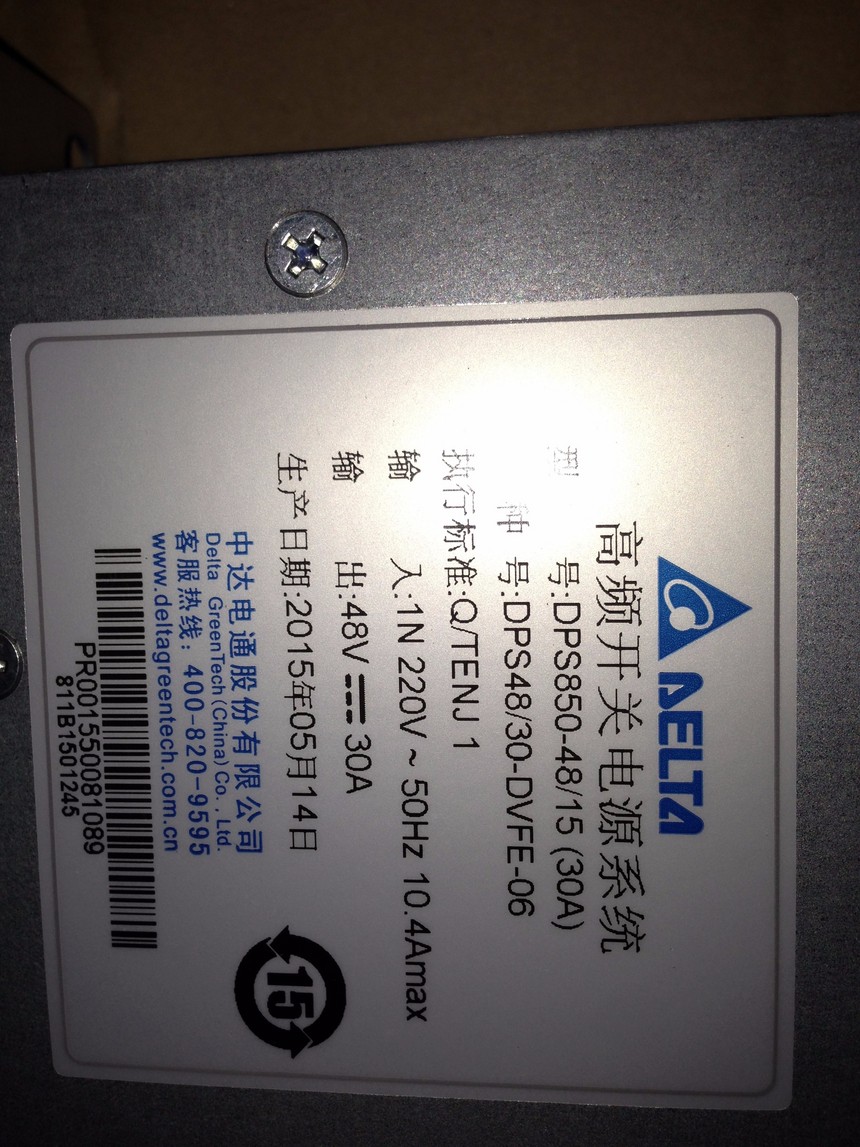 DELTA
高频开关电源系统
型 号:DPS850-48/15 (30A)
种 号:DPS48/30-DVFE-06
执行标准:Q/TENJ 1
输 入:1N 220V ~ 50Hz 10.4Amax
输 出:48V ⎓ 30A
生产日期:2015年05月14日
中达电通股份有限公司
Delta GreenTech (China) Co., Ltd.
客服热线: 400-820-9595
www.deltagreentech.com.cn
PR001550081089
811B1501245
15